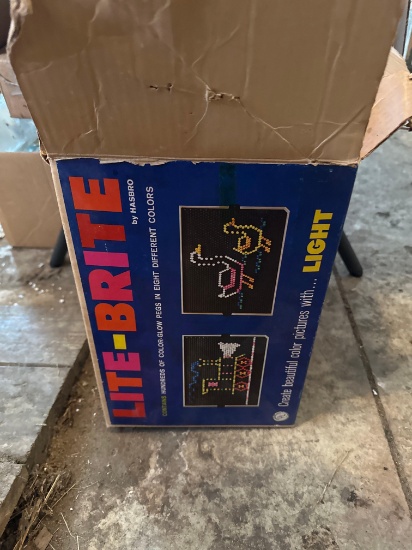 LITE-BRITE
by HASBRO
CONTAINS HUNDREDS OF COLOR-GLOW PEGS IN EIGHT DIFFERENT COLORS
Create beautiful color pictures with... LIGHT